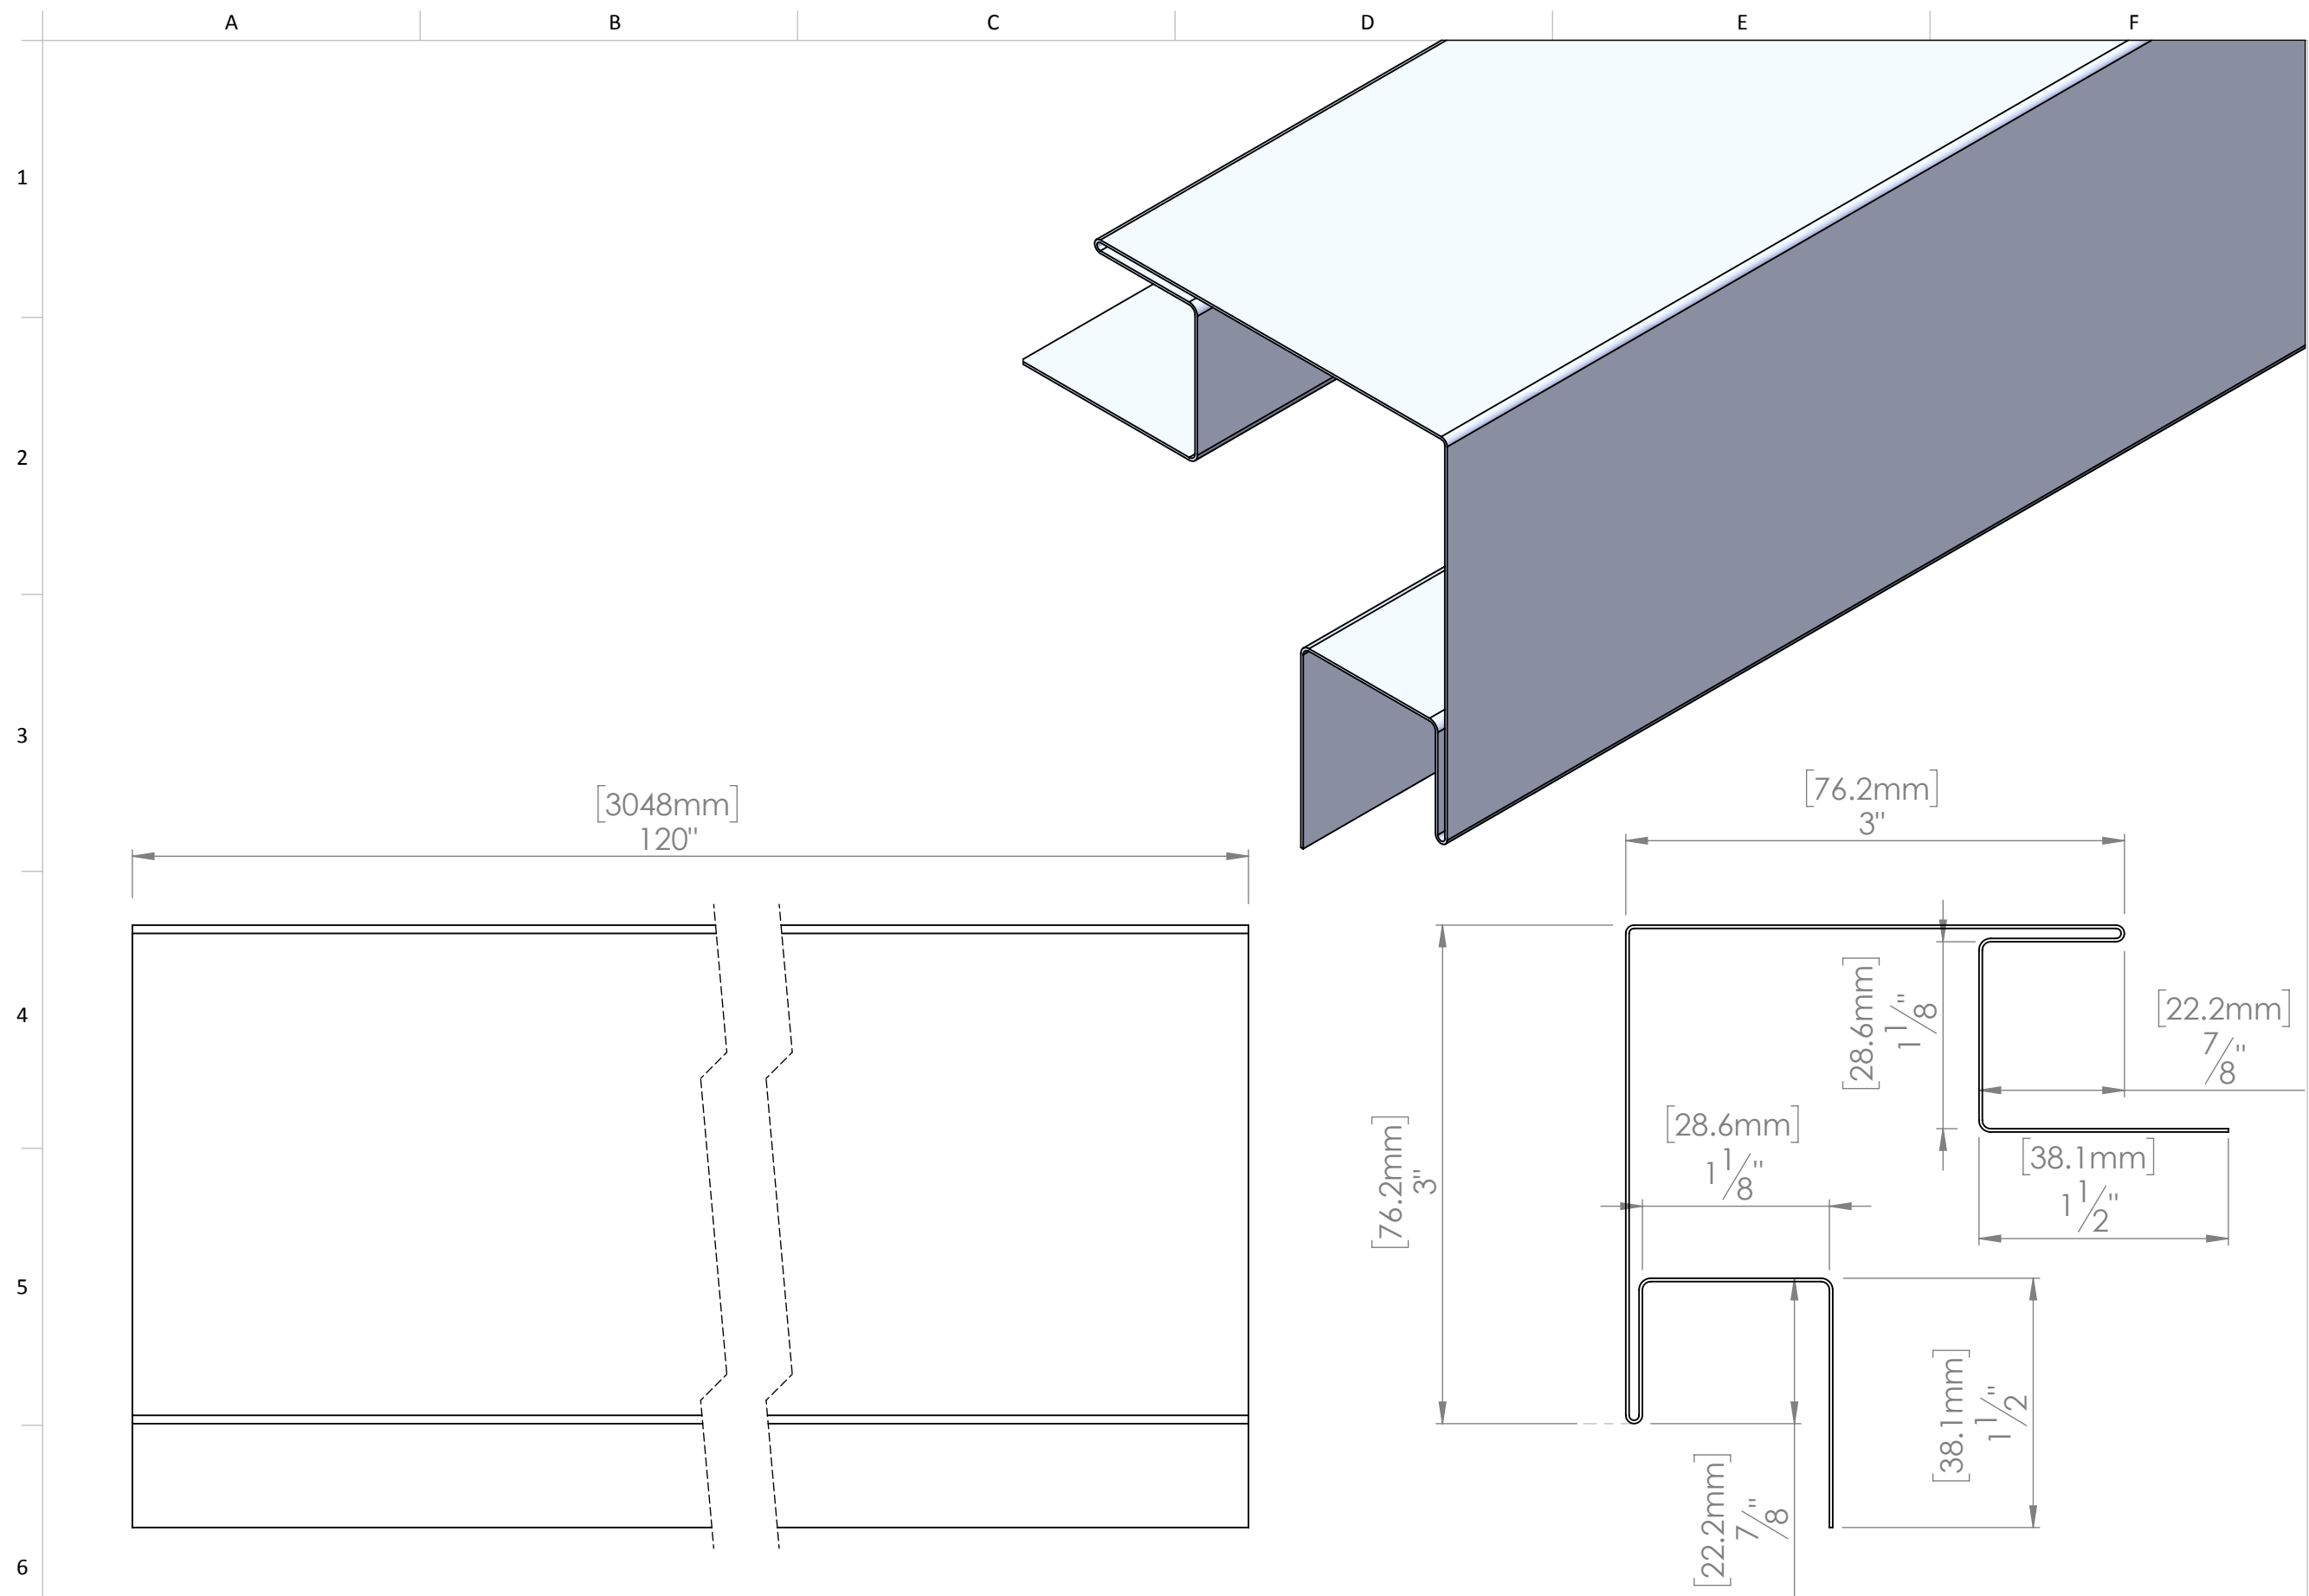 A B C D E F
1
2
3
4
5
6
[3048mm]
120"
[76.2mm]
3"
[76.2mm]
3"
[28.6mm]
1 1/8"
[22.2mm]
7/8"
[28.6mm]
1 1/8"
[38.1mm]
1 1/2"
[38.1mm]
1 1/2"
[22.2mm]
7/8"